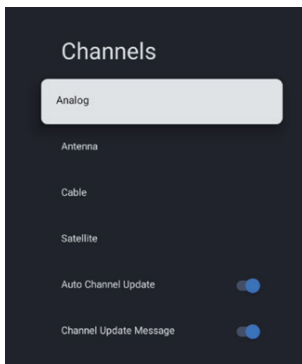 Channels
Analog
Antenna
Cable
Satellite
Auto Channel Update
Channel Update Message